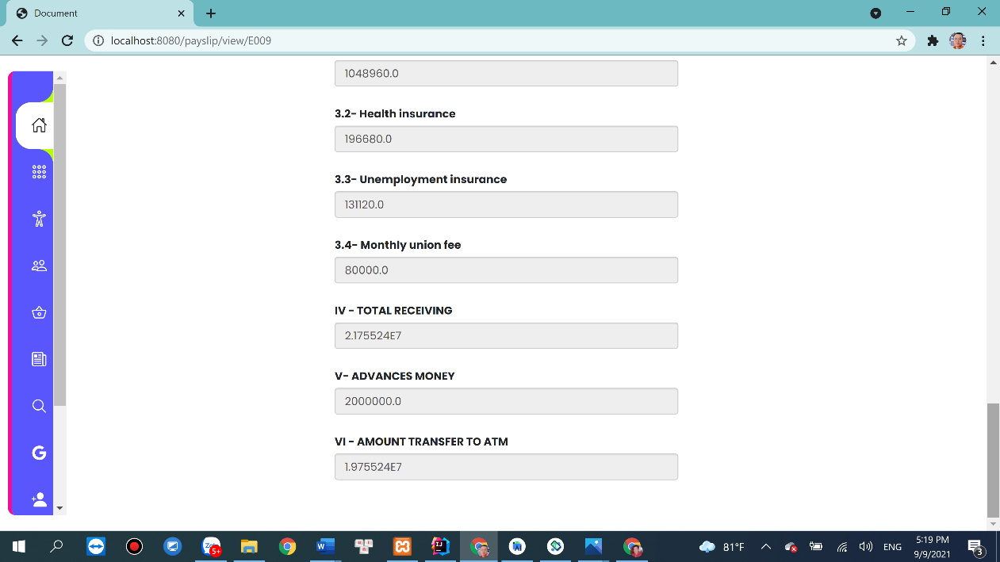 Document
localhost:8080/payslip/view/E009
1048960.0
3.2- Health insurance
196680.0
3.3- Unemployment insurance
131120.0
3.4- Monthly union fee
80000.0
IV - TOTAL RECEIVING
2.175524E7
V- ADVANCES MONEY
2000000.0
VI - AMOUNT TRANSFER TO ATM
1.975524E7
G
5+
W
IJ
81°F
ENG
5:19 PM
9/9/2021
3